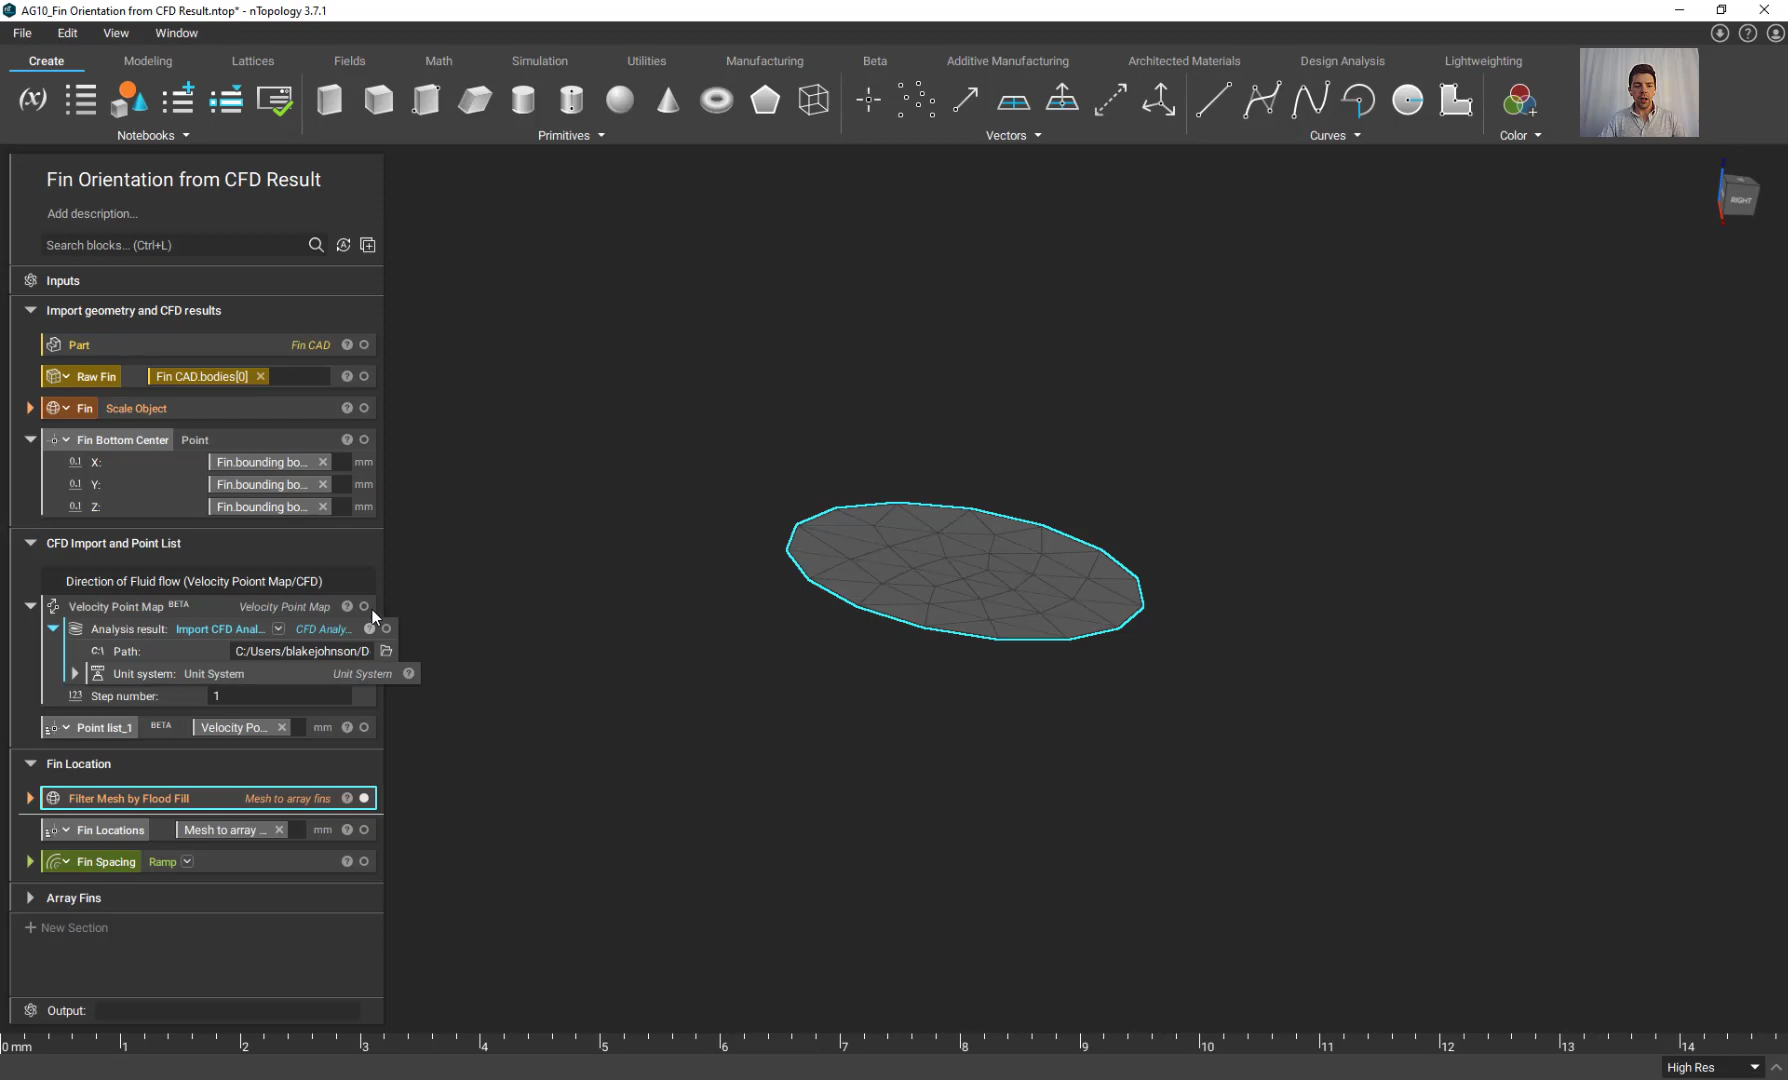 AG10_Fin Orientation from CFD Result.ntop* - nTopology 3.7.1
File Edit View Window
Create Modeling Lattices Fields Math Simulation Utilities Manufacturing Beta Additive Manufacturing Architected Materials Design Analysis Lightweighting
(x)
Notebooks Primitives Vectors Curves Color
RIGHT
Fin Orientation from CFD Result
Add description...
Search blocks... (Ctrl+L)
Inputs
Import geometry and CFD results
Part Fin CAD
Raw Fin Fin CAD.bodies[0]
Fin Scale Object
Fin Bottom Center Point
0.1 X: Fin.bounding bo... mm
0.1 Y: Fin.bounding bo... mm
0.1 Z: Fin.bounding bo... mm
CFD Import and Point List
Direction of Fluid flow (Velocity Poiont Map/CFD)
Velocity Point Map BETA Velocity Point Map
Analysis result: Import CFD Anal... CFD Analy...
C:\ Path: C:/Users/blakejohnson/D
Unit system: Unit System Unit System
123 Step number: 1
Point list_1 BETA Velocity Po... mm
Fin Location
Filter Mesh by Flood Fill Mesh to array fins
Fin Locations Mesh to array ... mm
Fin Spacing Ramp
Array Fins
+ New Section
Output:
0 mm 1 2 3 4 5 6 7 8 9 10 11 12 13 14
High Res